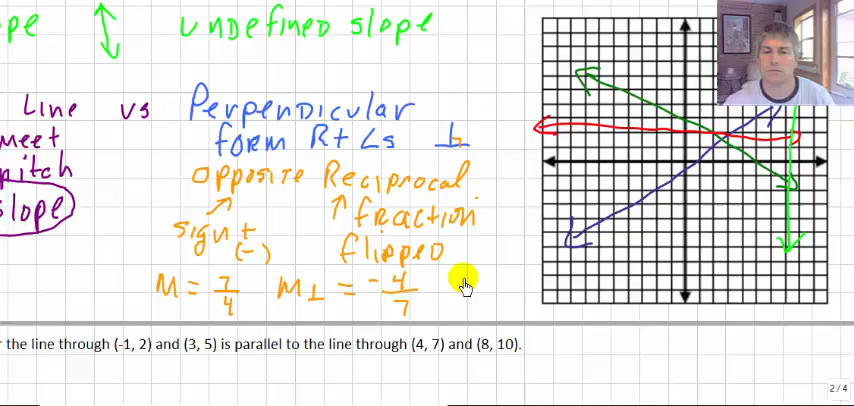 ope ↕ undefined slope
Line vs Perpendicular
meet form Rt ∠s ⊥
pitch opposite Reciprocal
slope ↗ ↑ fraction
sign + (-) flipped
M = 7/4 M⊥ = -4/7
r the line through (-1, 2) and (3, 5) is parallel to the line through (4, 7) and (8, 10).
2/4